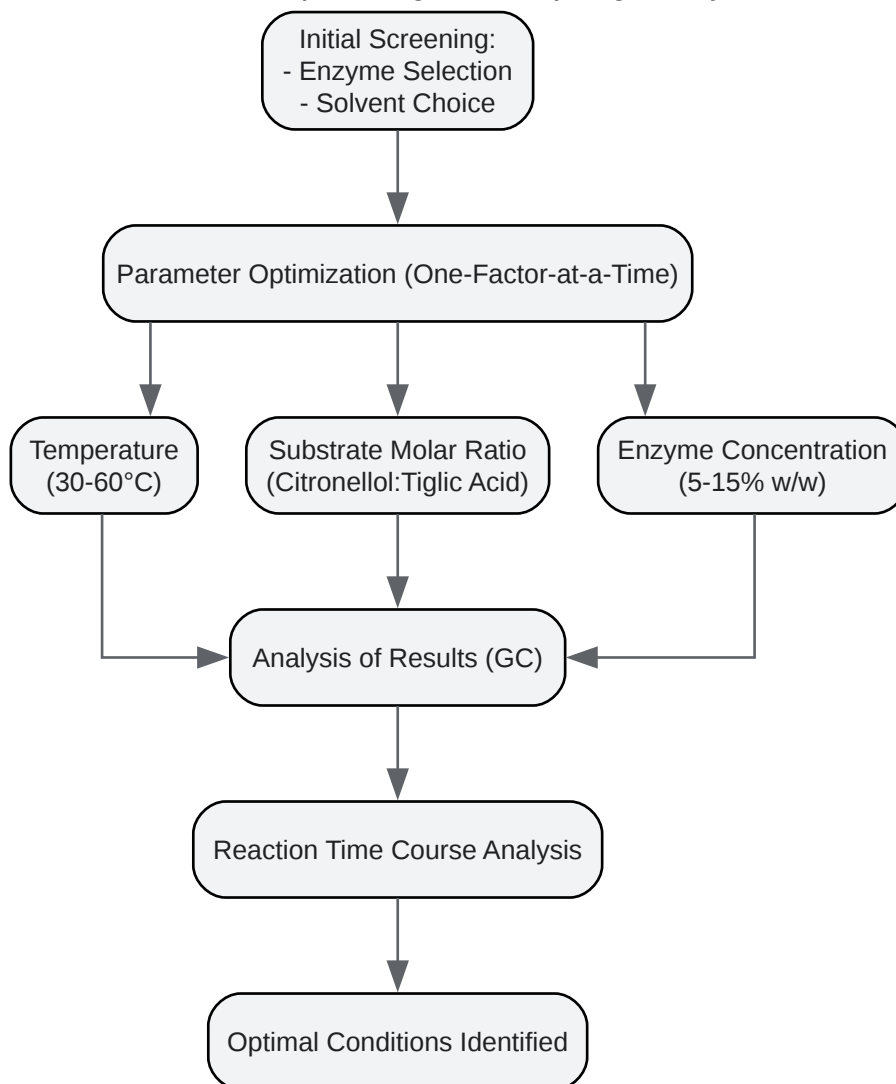 Initial Screening:
- Enzyme Selection
- Solvent Choice
Parameter Optimization (One-Factor-at-a-Time)
Temperature
(30-60°C)
Substrate Molar Ratio
(Citronellol:Tiglic Acid)
Enzyme Concentration
(5-15% w/w)
Analysis of Results (GC)
Reaction Time Course Analysis
Optimal Conditions Identified